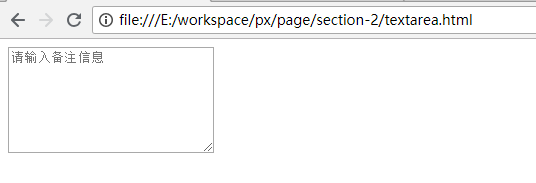 file:///E:/workspace/px/page/section-2/textarea.html
请输入备注信息